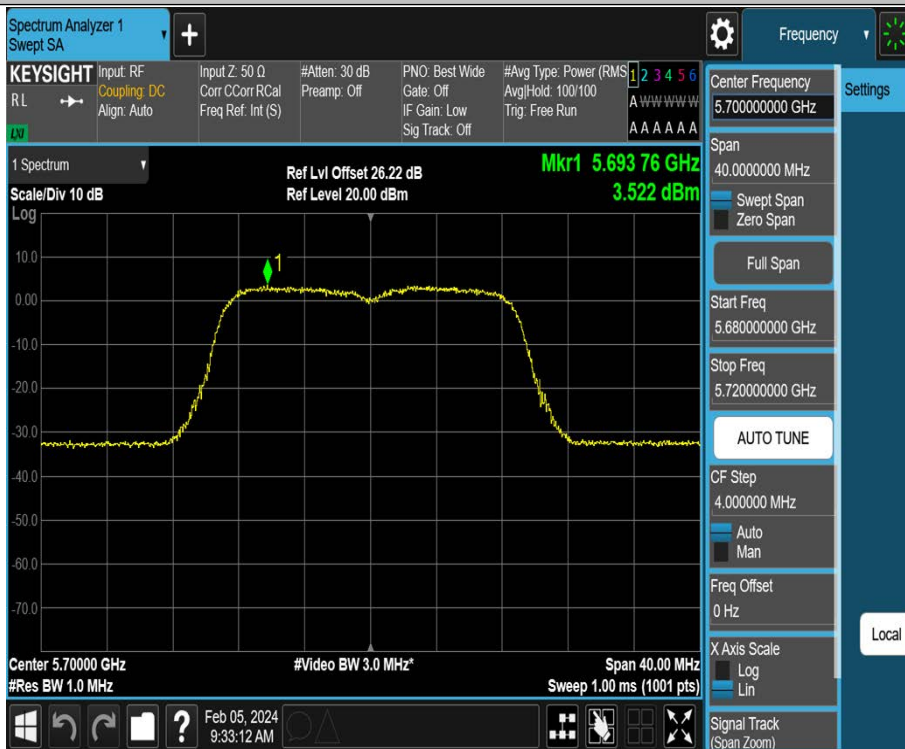 Spectrum Analyzer 1
Swept SA
+
Frequency
KEYSIGHT
RL
LXI
Input: RF
Coupling: DC
Align: Auto
Input Z: 50 Ω
Corr CCorr RCal
Freq Ref: Int (S)
#Atten: 30 dB
Preamp: Off
PNO: Best Wide
Gate: Off
IF Gain: Low
Sig Track: Off
#Avg Type: Power (RMS
Avg|Hold: 100/100
Trig: Free Run
1 2 3 4 5 6
A W W W W W
A A A A A A
1 Spectrum
Scale/Div 10 dB
Log
Ref Lvl Offset 26.22 dB
Ref Level 20.00 dBm
Mkr1 5.693 76 GHz
3.522 dBm
1
10.0
0.00
-10.0
-20.0
-30.0
-40.0
-50.0
-60.0
-70.0
Center 5.70000 GHz
#Res BW 1.0 MHz
#Video BW 3.0 MHz*
Span 40.00 MHz
Sweep 1.00 ms (1001 pts)
?
Feb 05, 2024
9:33:12 AM
Center Frequency
5.700000000 GHz
Span
40.0000000 MHz
Swept Span
Zero Span
Full Span
Start Freq
5.680000000 GHz
Stop Freq
5.720000000 GHz
AUTO TUNE
CF Step
4.000000 MHz
Auto
Man
Freq Offset
0 Hz
X Axis Scale
Log
Lin
Signal Track
(Span Zoom)
Settings
Local